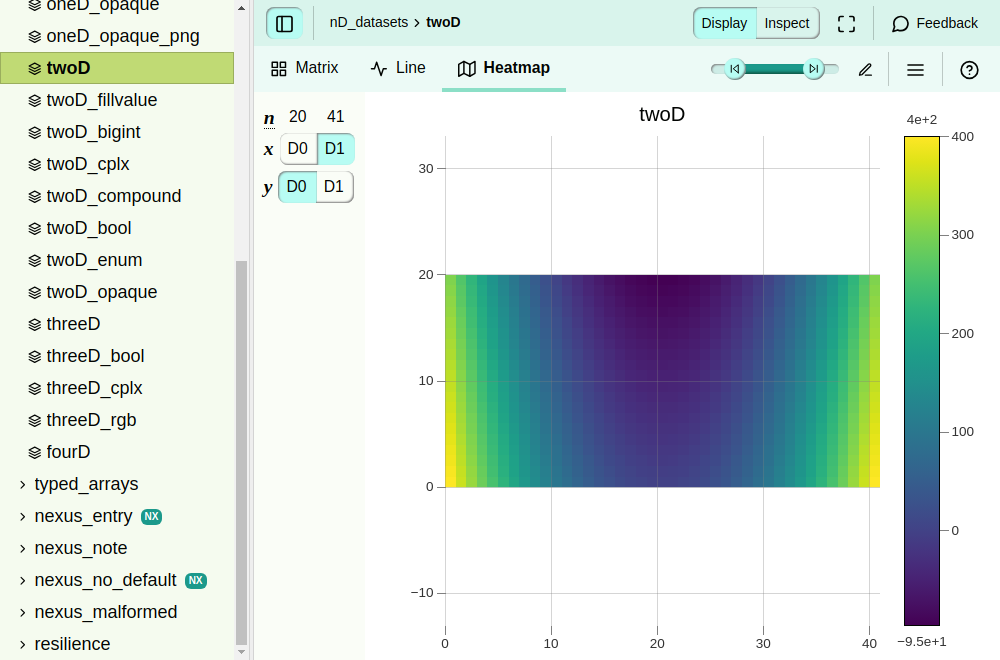 oneD_opaque
oneD_opaque_png
twoD
twoD_fillvalue
twoD_bigint
twoD_cplx
twoD_compound
twoD_bool
twoD_enum
twoD_opaque
threeD
threeD_bool
threeD_cplx
threeD_rgb
fourD
typed_arrays
nexus_entry NX
nexus_note
nexus_no_default NX
nexus_malformed
resilience
nD_datasets › twoD
Display Inspect
Feedback
Matrix Line Heatmap
n 20 41
x D0 D1
y D0 D1
twoD
30
20
10
0
−10
0 10 20 30 40
4e+2
400
300
200
100
0
−9.5e+1